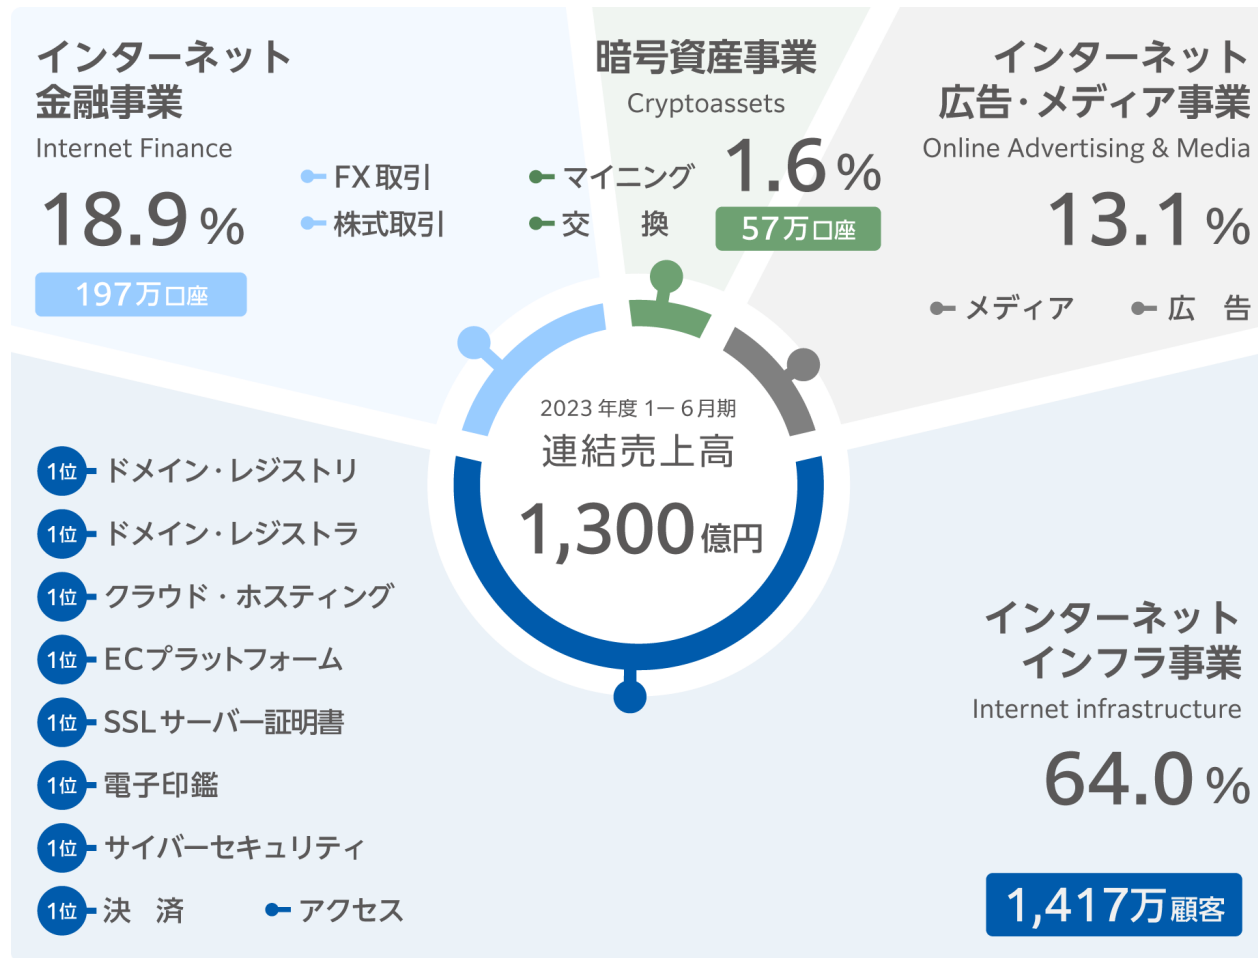 インターネット
金融事業
Internet Finance
18.9%
197万口座
FX取引
株式取引
暗号資産事業
Cryptoassets
マイニング
交　換
1.6%
57万口座
インターネット
広告・メディア事業
Online Advertising & Media
13.1%
メディア
広　告
2023年度1ー6月期
連結売上高
1,300億円
1位 ドメイン・レジストリ
1位 ドメイン・レジストラ
1位 クラウド・ホスティング
1位 ECプラットフォーム
1位 SSLサーバー証明書
1位 電子印鑑
1位 サイバーセキュリティ
1位 決　済
アクセス
インターネット
インフラ事業
Internet infrastructure
64.0%
1,417万顧客